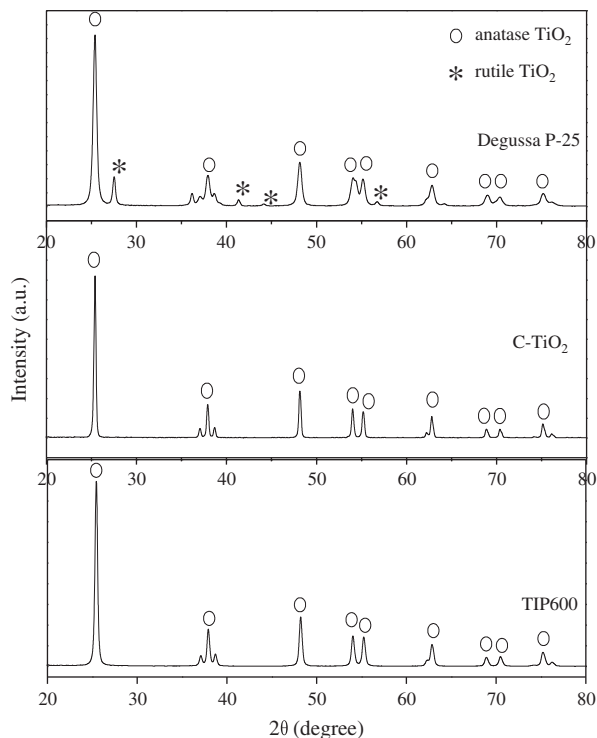 anatase TiO₂
rutile TiO₂
Degussa P-25
20 30 40 50 60 70 80
C-TiO₂
20 30 40 50 60 70 80
TIP600
20 30 40 50 60 70 80
Intensity (a.u.)
2θ (degree)